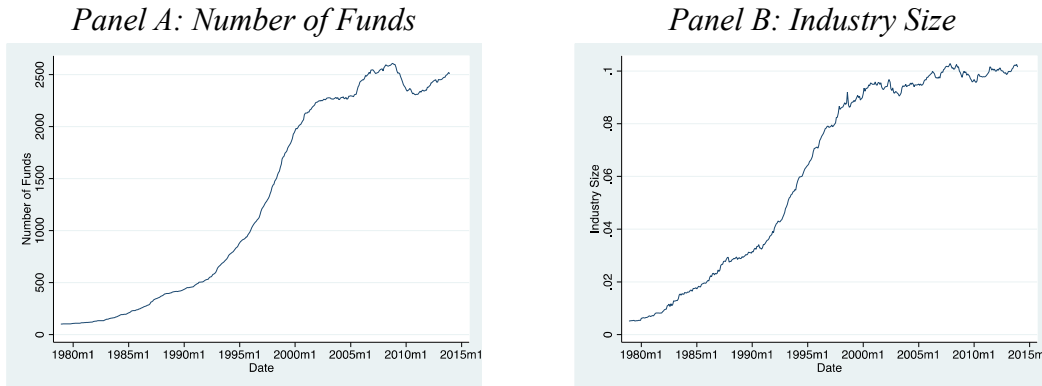 Panel A: Number of Funds
Number of Funds
2500
2000
1500
1000
500
0
1980m1 1985m1 1990m1 1995m1 2000m1 2005m1 2010m1 2015m1
Date
Panel B: Industry Size
Industry Size
.1
.08
.06
.04
.02
0
1980m1 1985m1 1990m1 1995m1 2000m1 2005m1 2010m1 2015m
Date